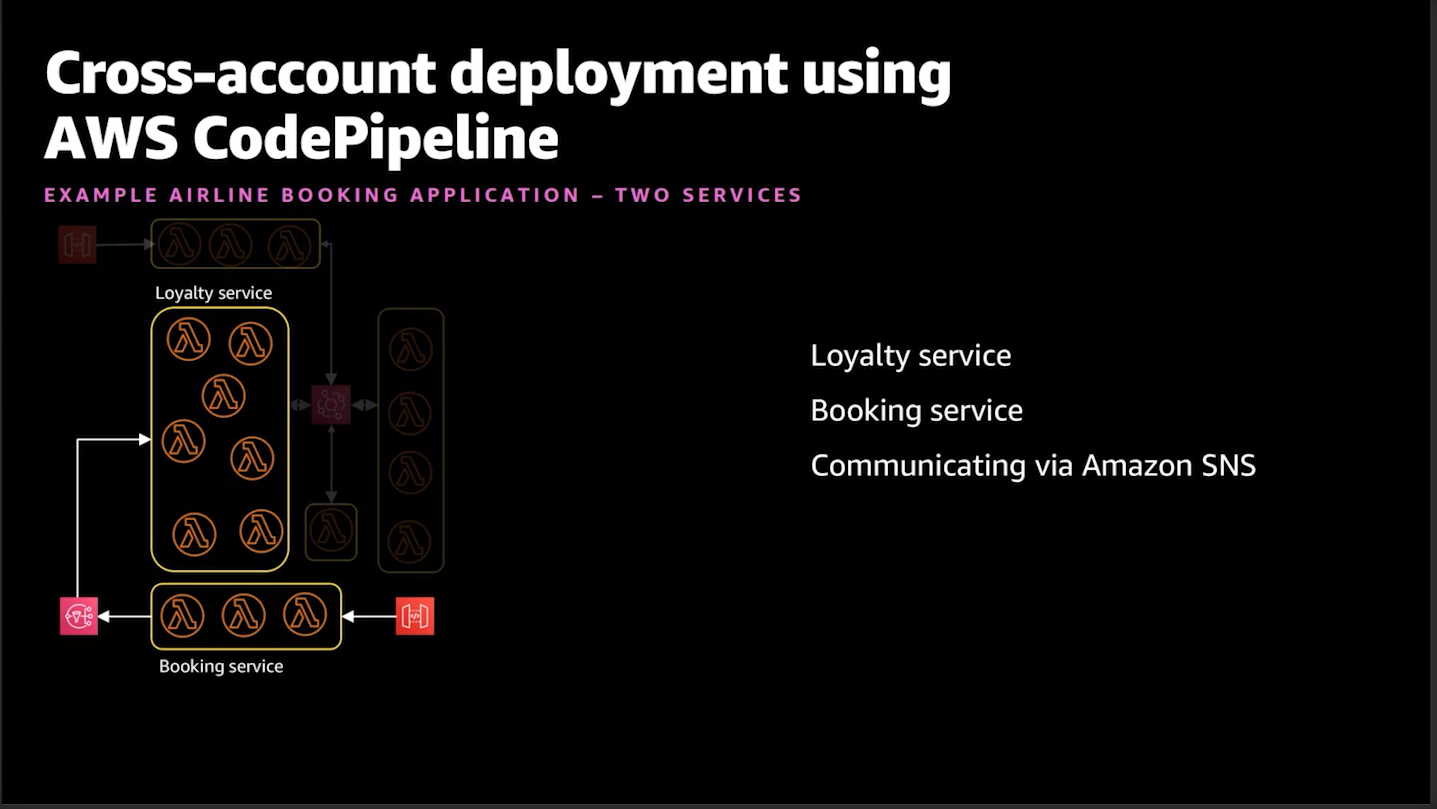 Cross-account deployment using
AWS CodePipeline
EXAMPLE AIRLINE BOOKING APPLICATION – TWO SERVICES
Loyalty service
Loyalty service
Booking service
Communicating via Amazon SNS
Booking service